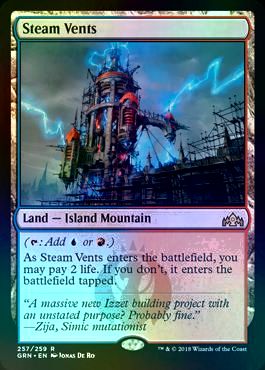 Steam Vents
Land — Island Mountain
(: Add or .)
As Steam Vents enters the battlefield, you
may pay 2 life. If you don't, it enters the
battlefield tapped.
"A massive new Izzet building project with
an unstated purpose? Probably fine."
—Zija, Simic mutationist
257/259 R
GRN • EN Jonas De Ro
™ & © 2018 Wizards of the Coast